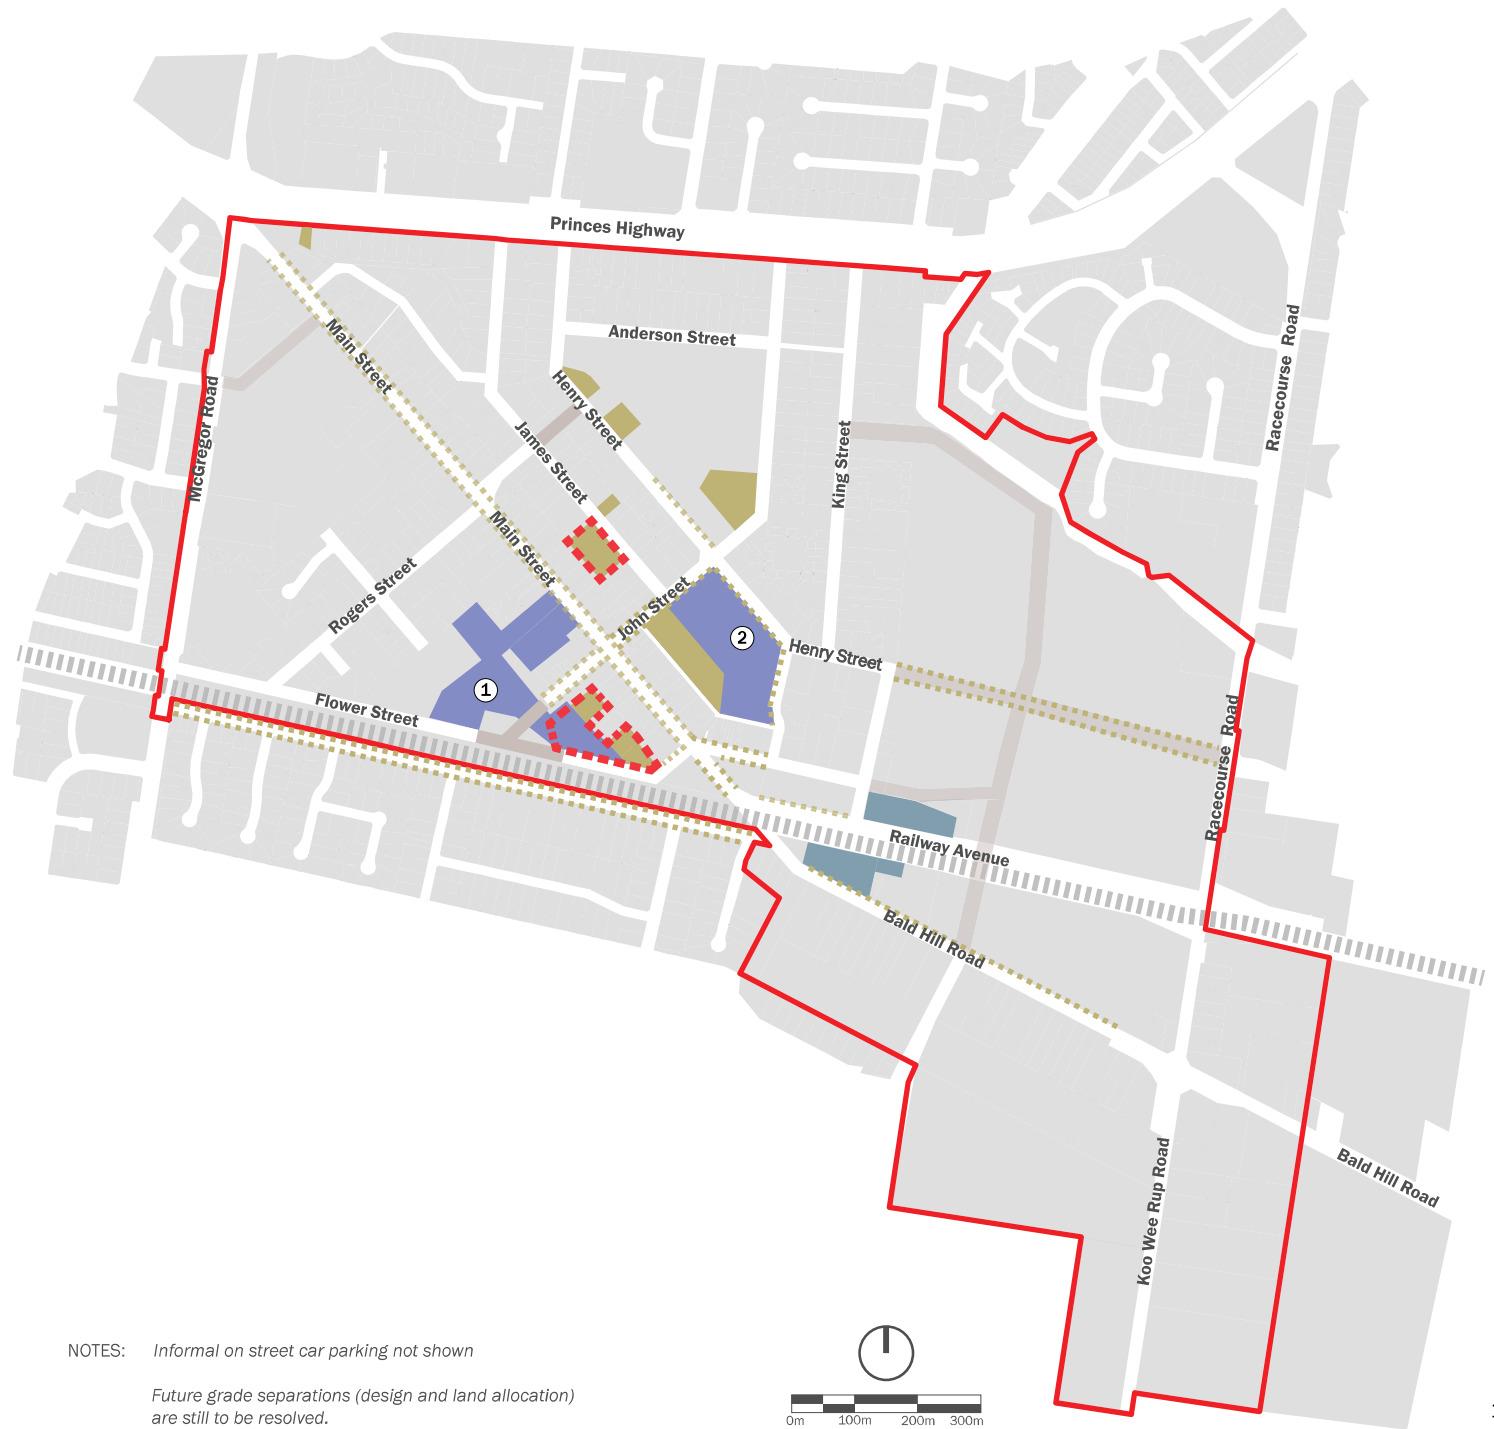 Princes Highway
Anderson Street
Main Street
McGregor Road
Henry Street
James Street
King Street
Racecourse Road
Main Street
Rogers Street
John Street
2
Henry Street
1
Flower Street
Racecourse Road
Railway Avenue
Bald Hill Road
Koo Wee Rup Road
Bald Hill Road
NOTES: Informal on street car parking not shown
Future grade separations (design and land allocation)
are still to be resolved.
0m 100m 200m 300m